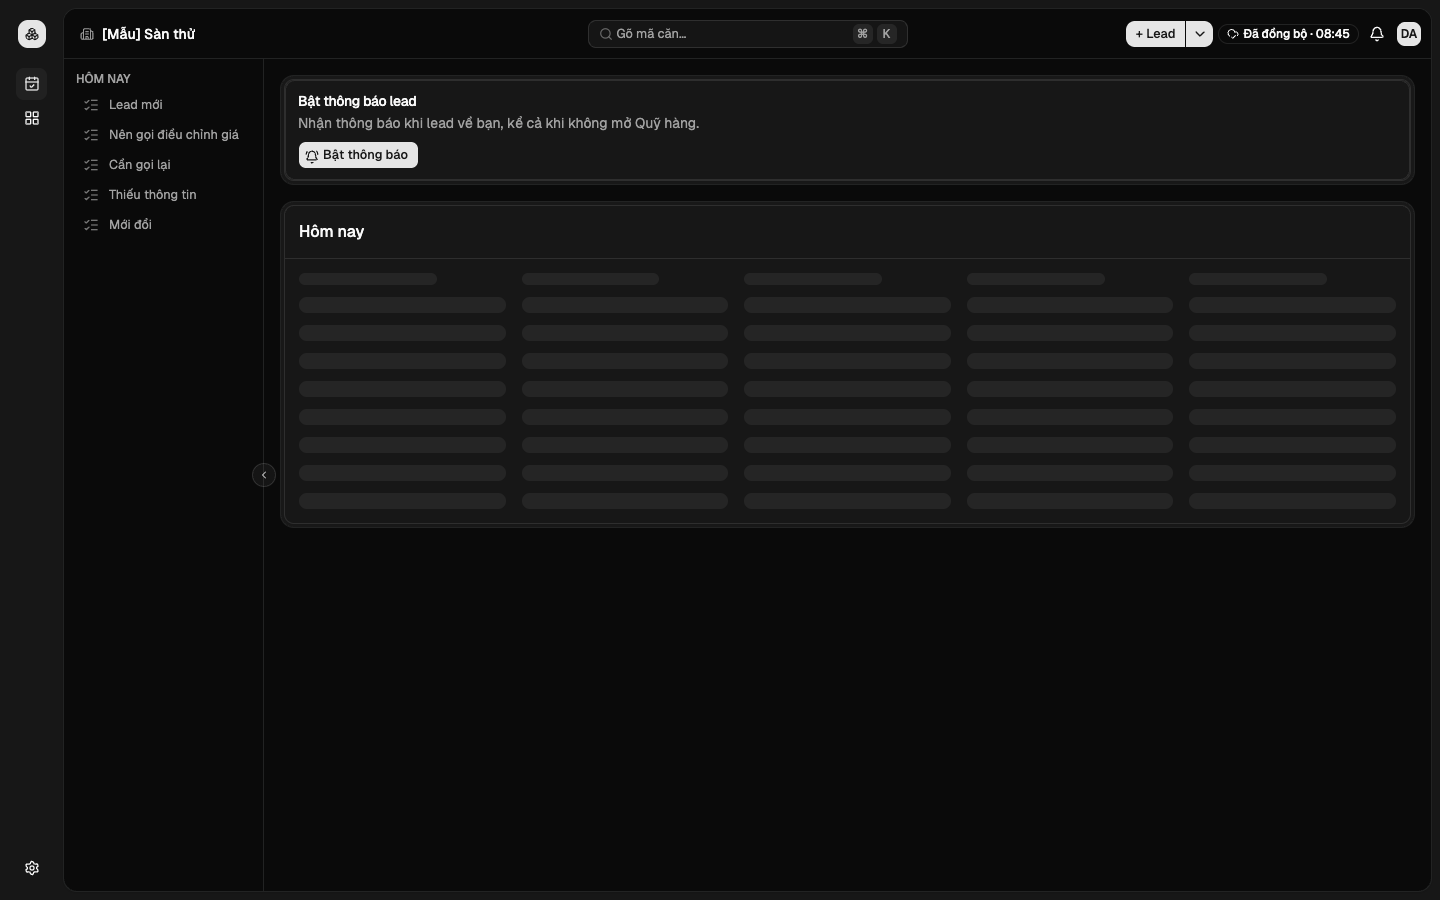 [Mẫu] Sàn thử
Gõ mã căn...
⌘ K
+ Lead
Đã đồng bộ · 08:45
DA
HÔM NAY
Lead mới
Nên gọi điều chỉnh giá
Cần gọi lại
Thiếu thông tin
Mới đổi
Bật thông báo lead
Nhận thông báo khi lead về bạn, kể cả khi không mở Quỹ hàng.
Bật thông báo
Hôm nay